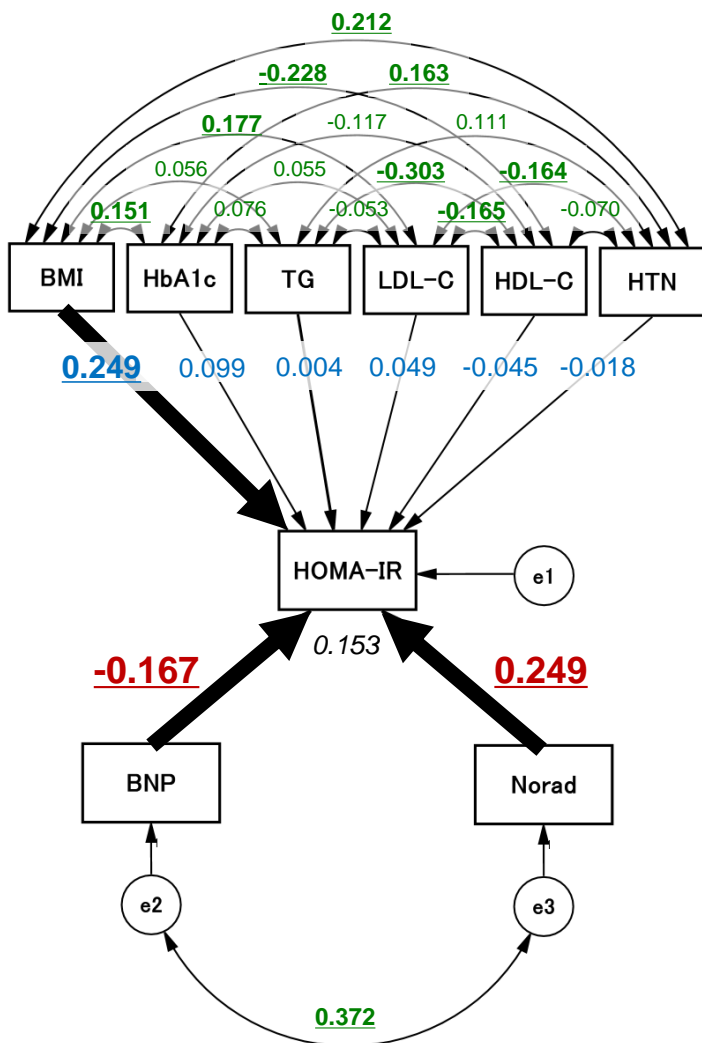 0.212
-0.228 0.163
0.177 -0.117 0.111
0.056 0.055 -0.303 -0.164
0.151 0.076 -0.053 -0.165 -0.070
BMI HbA1c TG LDL-C HDL-C HTN
0.249 0.099 0.004 0.049 -0.045 -0.018
HOMA-IR e1
0.153
-0.167 0.249
BNP Norad
1 1
e2 e3
0.372